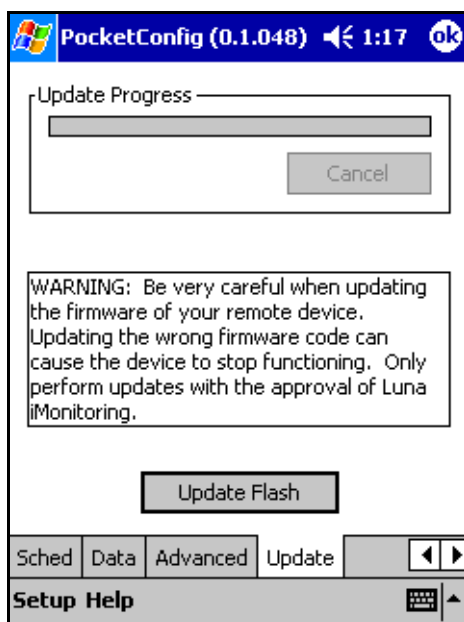 PocketConfig (0.1.048) 1:17 ok
Update Progress
Cancel
WARNING:  Be very careful when updating
the firmware of your remote device.
Updating the wrong firmware code can
cause the device to stop functioning.  Only
perform updates with the approval of Luna
iMonitoring.
Update Flash
Sched Data Advanced Update
Setup Help